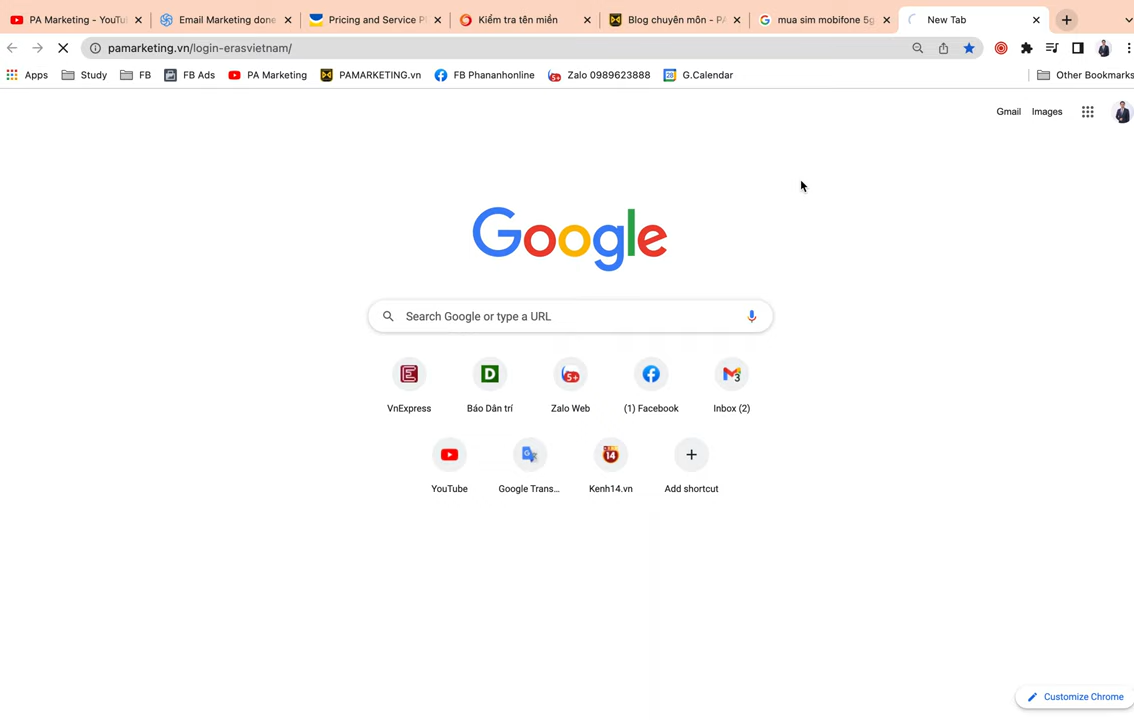 PA Marketing - YouTu
Email Marketing done
Pricing and Service P
Kiểm tra tên miền
Blog chuyên môn - PA
mua sim mobifone 5g
New Tab
pamarketing.vn/login-erasvietnam/
Apps
Study
FB
FB Ads
PA Marketing
PAMARKETING.vn
FB Phananhonline
Zalo 0989623888
G.Calendar
Other Bookmarks
Gmail
Images
Google
Search Google or type a URL
VnExpress
Báo Dân trí
Zalo Web
(1) Facebook
Inbox (2)
YouTube
Google Trans...
Kenh14.vn
Add shortcut
Customize Chrome